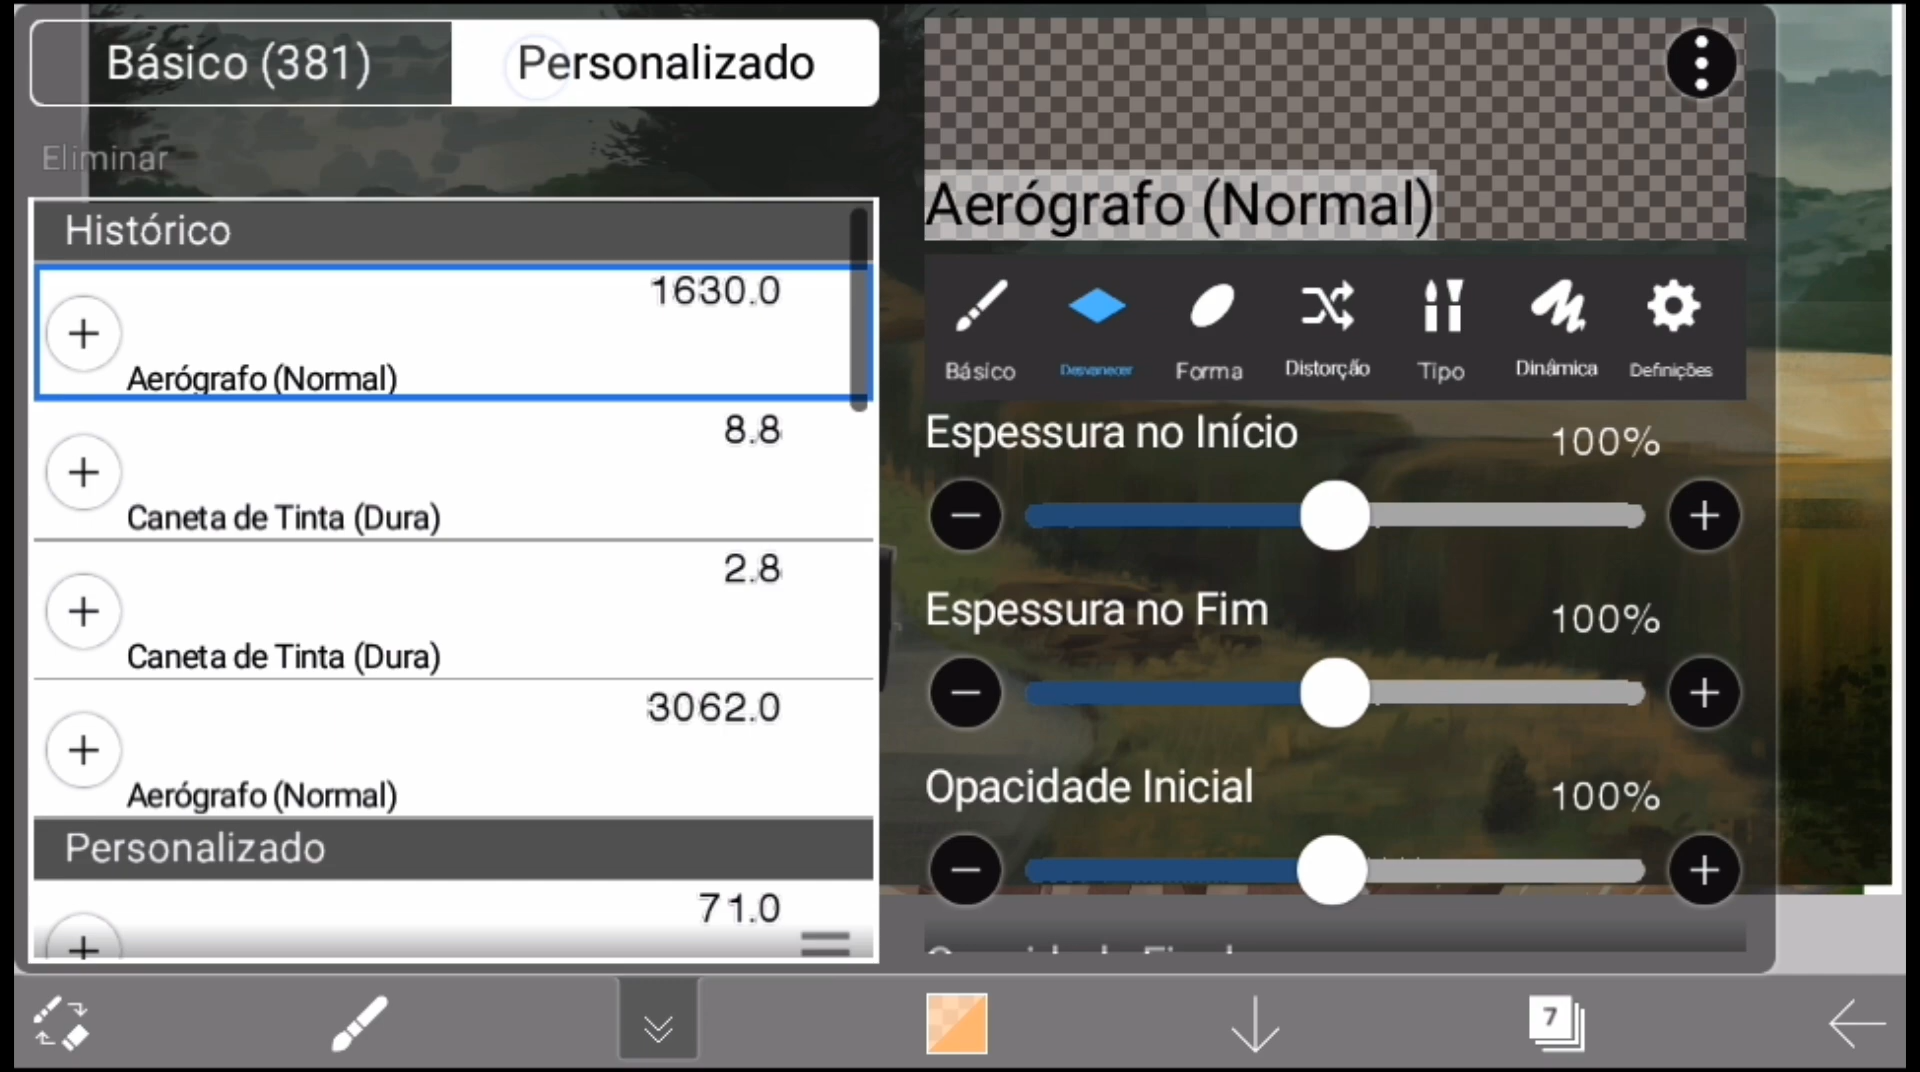 Básico (381)
Personalizado
Eliminar
Histórico
1630.0
Aerógrafo (Normal)
8.8
Caneta de Tinta (Dura)
2.8
Caneta de Tinta (Dura)
3062.0
Aerógrafo (Normal)
Personalizado
71.0
Aerógrafo (Normal)
Básico
Desvanecer
Forma
Distorção
Tipo
Dinâmica
Definições
Espessura no Início
100%
Espessura no Fim
100%
Opacidade Inicial
100%
7